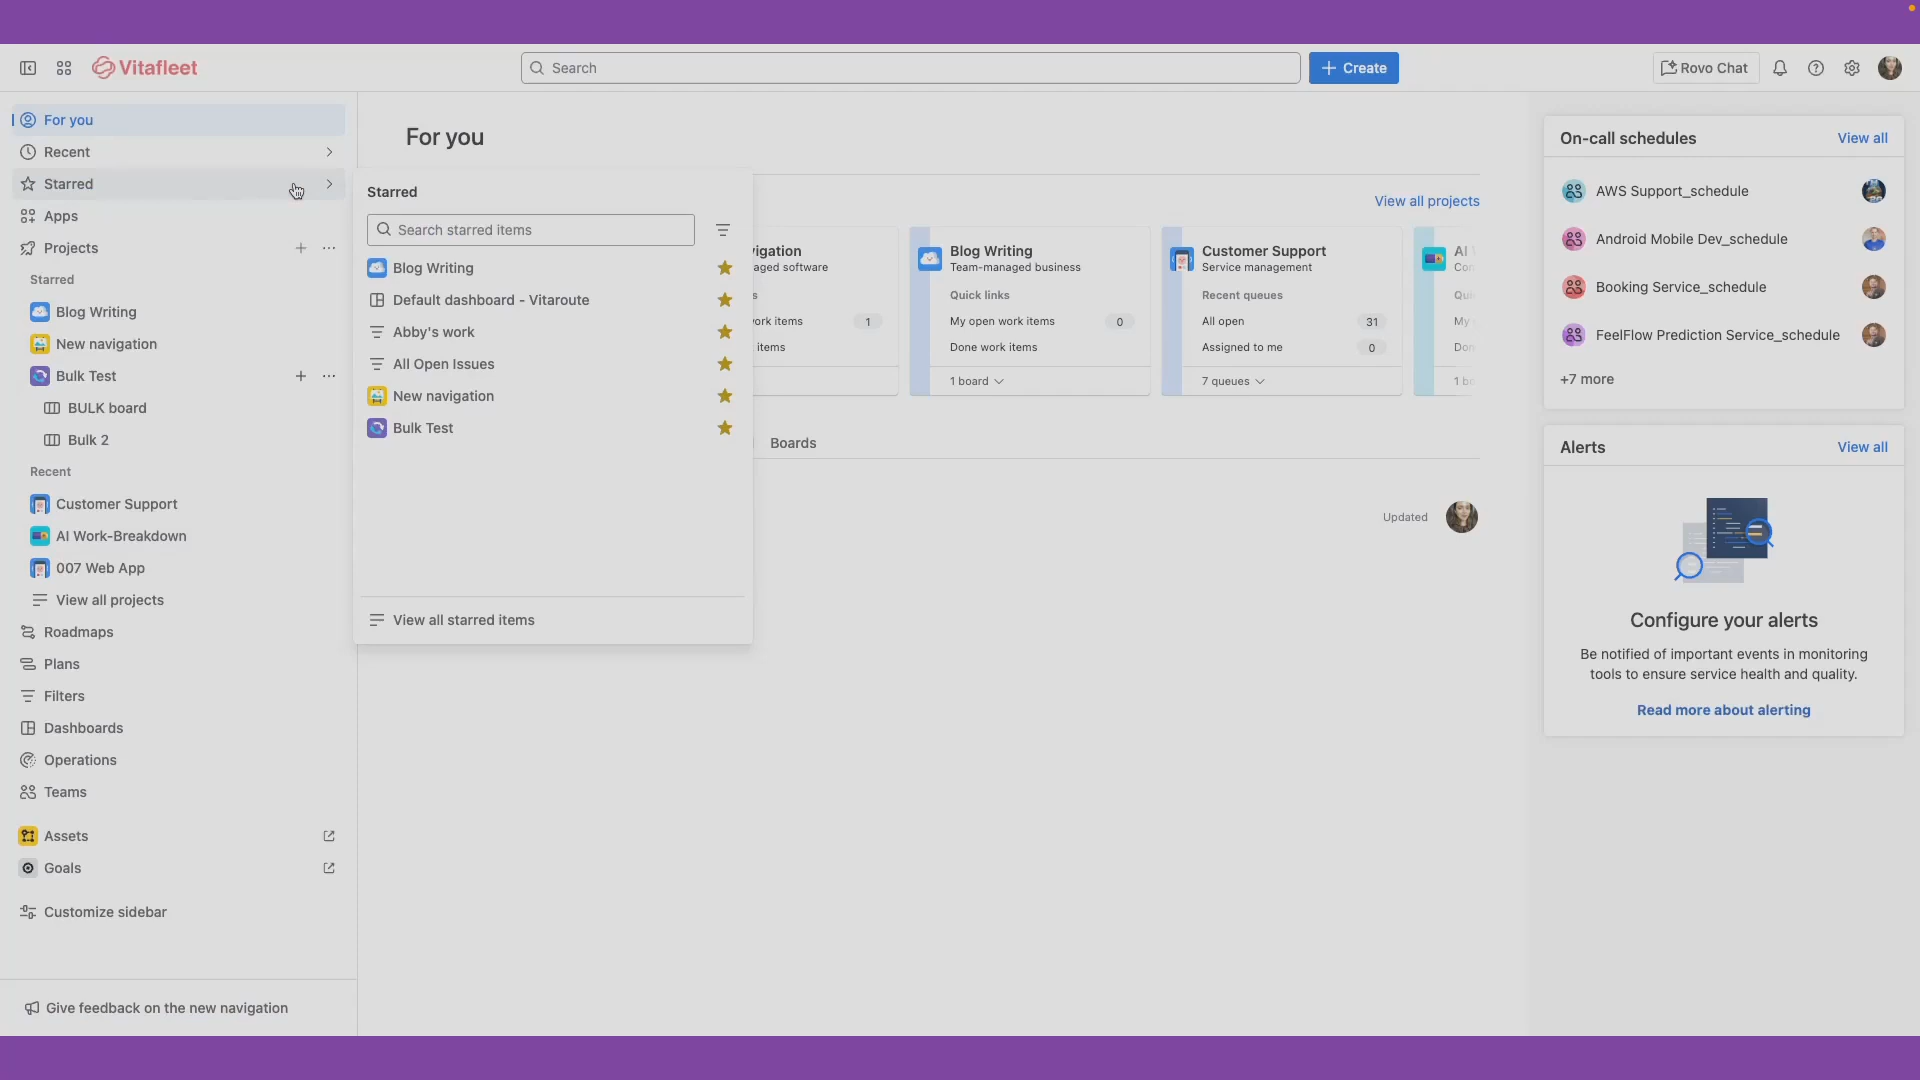 Vitafleet
Search
Create
Rovo Chat
For you
Recent
Starred
Apps
Projects
Starred
Blog Writing
New navigation
Bulk Test
BULK board
Bulk 2
Recent
Customer Support
AI Work-Breakdown
007 Web App
View all projects
Roadmaps
Plans
Filters
Dashboards
Operations
Teams
Assets
Goals
Customize sidebar
Give feedback on the new navigation
For you
Starred
Search starred items
Blog Writing
Default dashboard - Vitaroute
Abby's work
All Open Issues
New navigation
Bulk Test
View all starred items
View all projects
vigation
aged software
ork items 1
items
Blog Writing
Team-managed business
Quick links
My open work items 0
Done work items
1 board
Customer Support
Service management
Recent queues
All open 31
Assigned to me 0
7 queues
AI
Con
Qu
My
Don
1 b
Boards
Updated
On-call schedules View all
AWS Support_schedule
Android Mobile Dev_schedule
Booking Service_schedule
FeelFlow Prediction Service_schedule
+7 more
Alerts View all
Configure your alerts
Be notified of important events in monitoring
tools to ensure service health and quality.
Read more about alerting